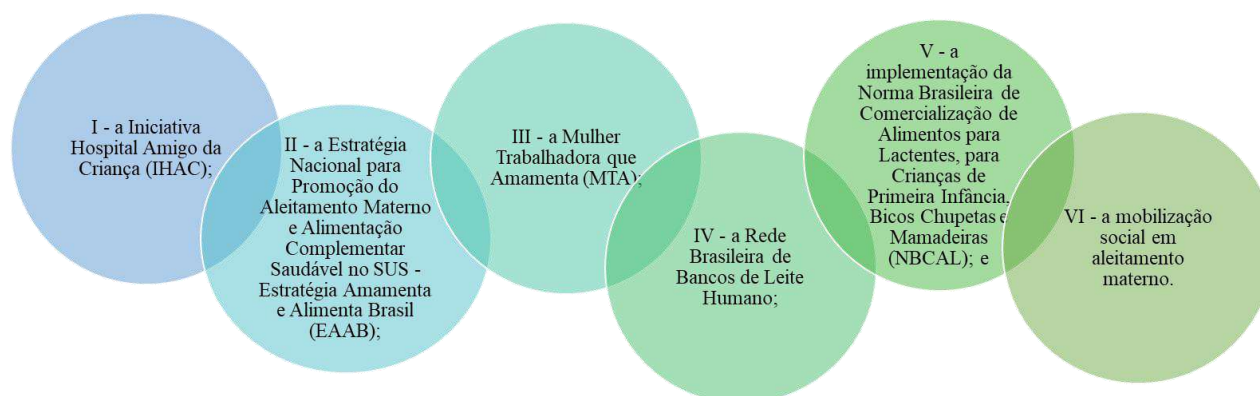 I - a Iniciativa
Hospital Amigo da
Criança (IHAC);
II - a Estratégia
Nacional para
Promoção do
Aleitamento Materno
e Alimentação
Complementar
Saudável no SUS -
Estratégia Amamenta
e Alimenta Brasil
(EAAB);
III - a Mulher
Trabalhadora que
Amamenta (MTA);
IV - a Rede
Brasileira de
Bancos de Leite
Humano;
V - a
implementação da
Norma Brasileira de
Comercialização de
Alimentos para
Lactentes, para
Crianças de
Primeira Infância,
Bicos Chupetas e
Mamadeiras
(NBCAL); e
VI - a mobilização
social em
aleitamento
materno.